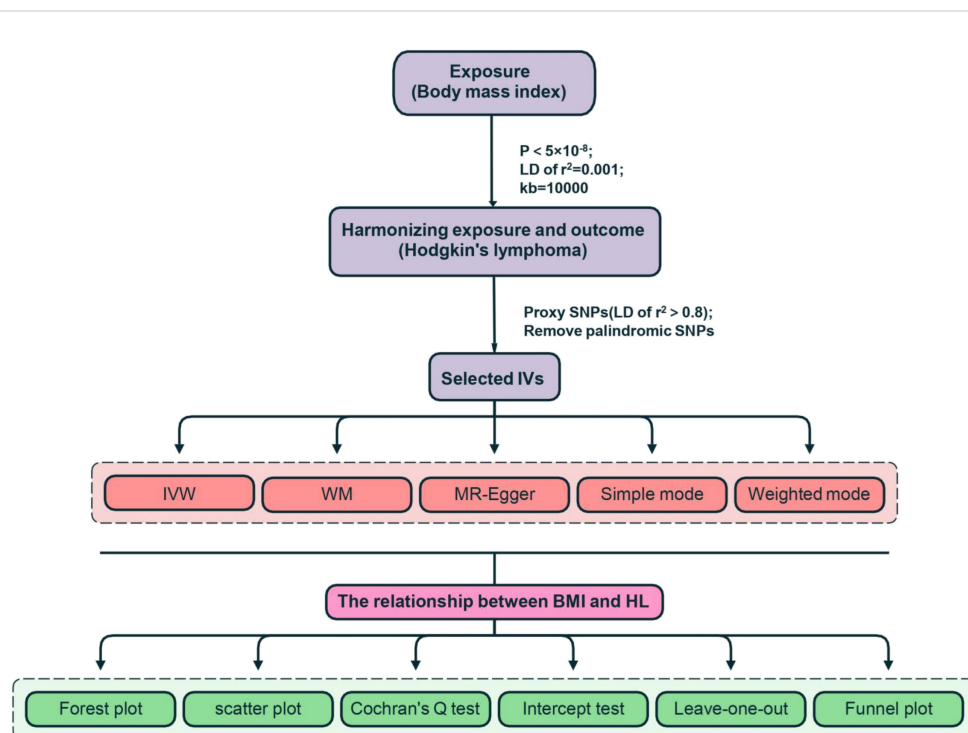 Exposure
(Body mass index)
P < 5×10⁻⁸;
LD of r²=0.001;
kb=10000
Harmonizing exposure and outcome
(Hodgkin's lymphoma)
Proxy SNPs(LD of r² > 0.8);
Remove palindromic SNPs
Selected IVs
IVW WM MR-Egger Simple mode Weighted mode
The relationship between BMI and HL
Forest plot scatter plot Cochran's Q test Intercept test Leave-one-out Funnel plot